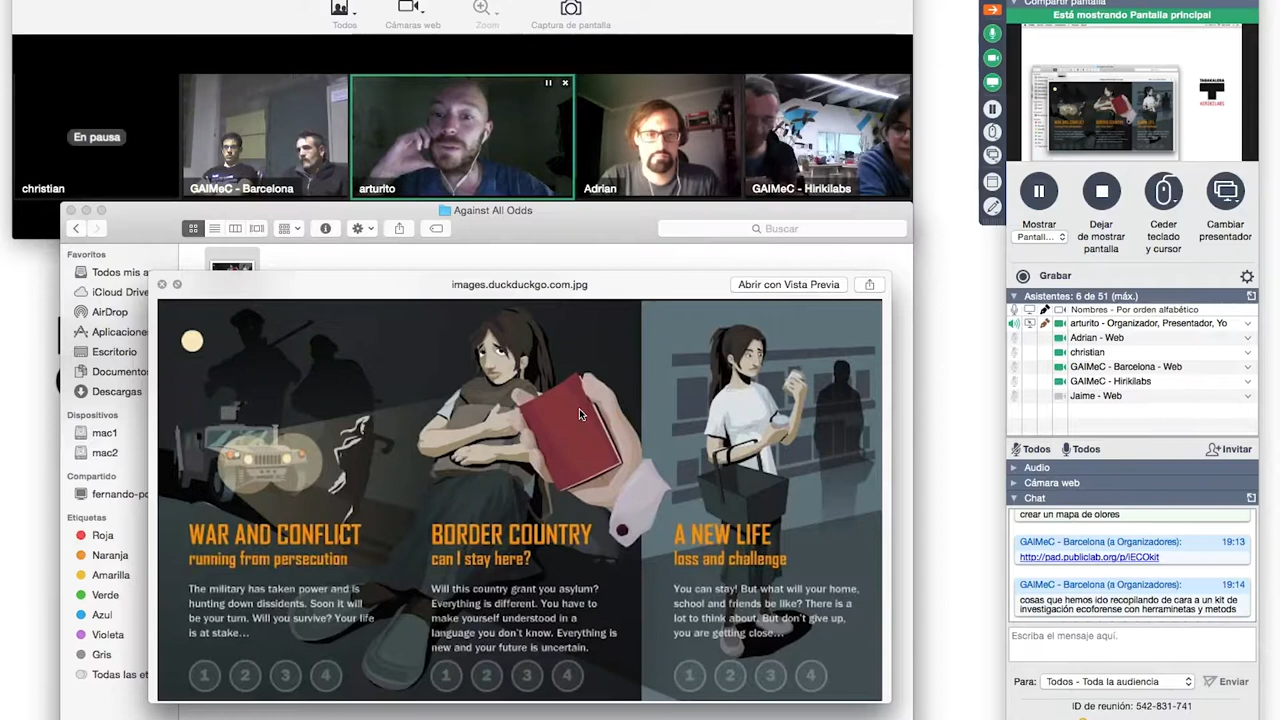 Todos
Cámaras web
Zoom
Captura de pantalla
En pausa
christian
GAIMeC - Barcelona
arturito
Adrian
GAIMeC - Hirikilabs
Against All Odds
Buscar
Favoritos
Todos mis a
iCloud Drive
AirDrop
Aplicaciones
Escritorio
Documentos
Descargas
Dispositivos
mac1
mac2
Compartido
fernando-po
Etiquetas
Roja
Naranja
Amarilla
Verde
Azul
Violeta
Gris
Todas las et
images.duckduckgo.com.jpg
Abrir con Vista Previa
WAR AND CONFLICT
running from persecution
The military has taken power and is
hunting down dissidents. Soon it will
be your turn. Will you survive? Your life
is at stake...
1 2 3 4
BORDER COUNTRY
can I stay here?
Will this country grant you asylum?
Everything is different. You have to
make yourself understood in a
language you don't know. Everything is
new and your future is uncertain.
1 2 3 4
A NEW LIFE
loss and challenge
You can stay! But what will your home,
school and friends be like? There is a
lot to think about. But don't give up,
you are getting close...
1 2 3 4
Compartir pantalla
Está mostrando Pantalla principal
TABAKALERA
HIRIKILABS
Mostrar
Pantall...
Dejar
de mostrar
pantalla
Ceder
teclado
y cursor
Cambiar
presentador
Grabar
Asistentes: 6 de 51 (máx.)
Nombres - Por orden alfabético
arturito - Organizador, Presentador, Yo
Adrian - Web
christian
GAIMeC - Barcelona - Web
GAIMeC - Hirikilabs
Jaime - Web
Todos
Todos
Invitar
Audio
Cámara web
Chat
crear un mapa de olores
GAIMeC - Barcelona (a Organizadores): 19:13
http://pad.publiclab.org/p/iECOkit
GAIMeC - Barcelona (a Organizadores): 19:14
cosas que hemos ido recopilando de cara a un kit de
investigación ecoforense con herraminetas y metods
Escriba el mensaje aquí.
Para: Todos - Toda la audiencia
Enviar
ID de reunión: 542-831-741